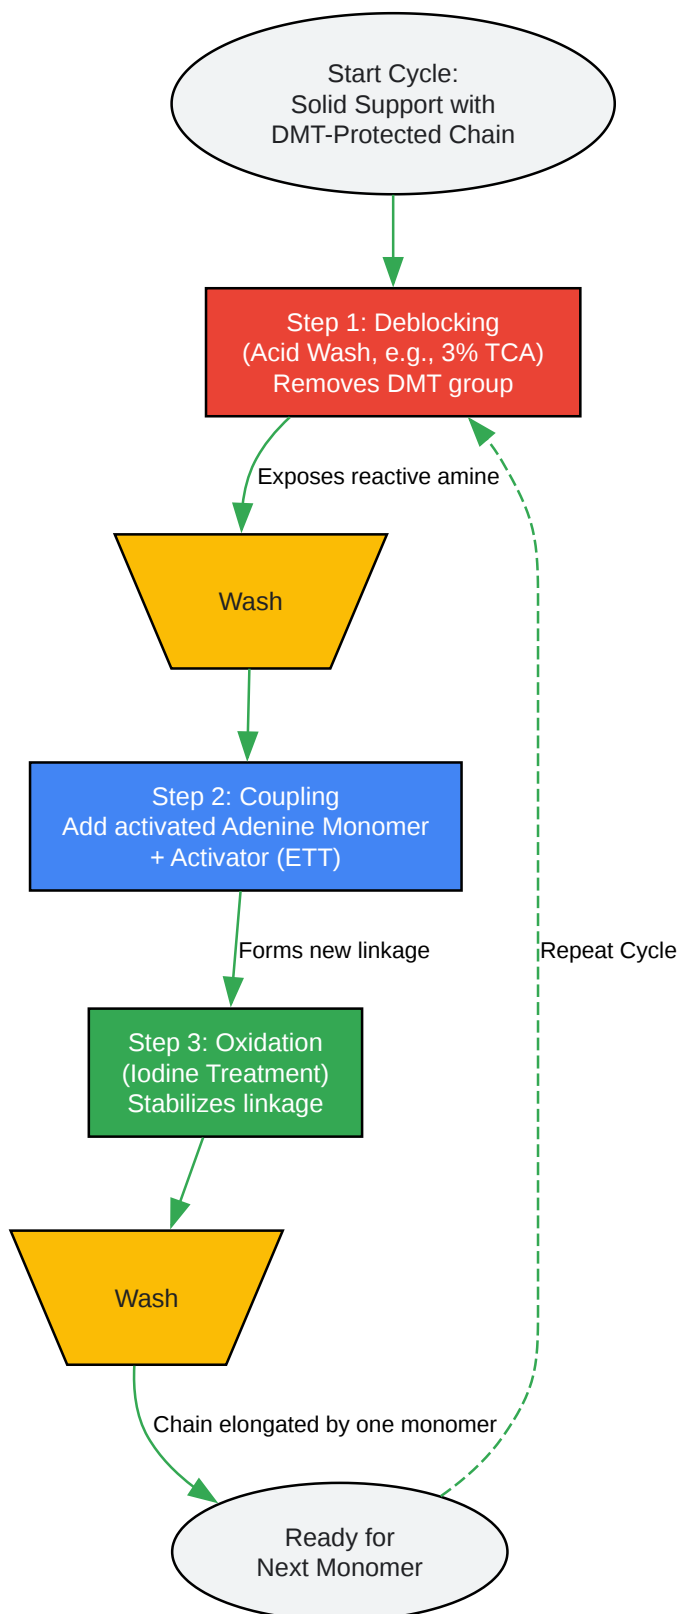 Start Cycle:
Solid Support with
DMT-Protected Chain
Step 1: Deblocking
(Acid Wash, e.g., 3% TCA)
Removes DMT group
Exposes reactive amine
Wash
Step 2: Coupling
Add activated Adenine Monomer
+ Activator (ETT)
Forms new linkage
Repeat Cycle
Step 3: Oxidation
(Iodine Treatment)
Stabilizes linkage
Wash
Chain elongated by one monomer
Ready for
Next Monomer